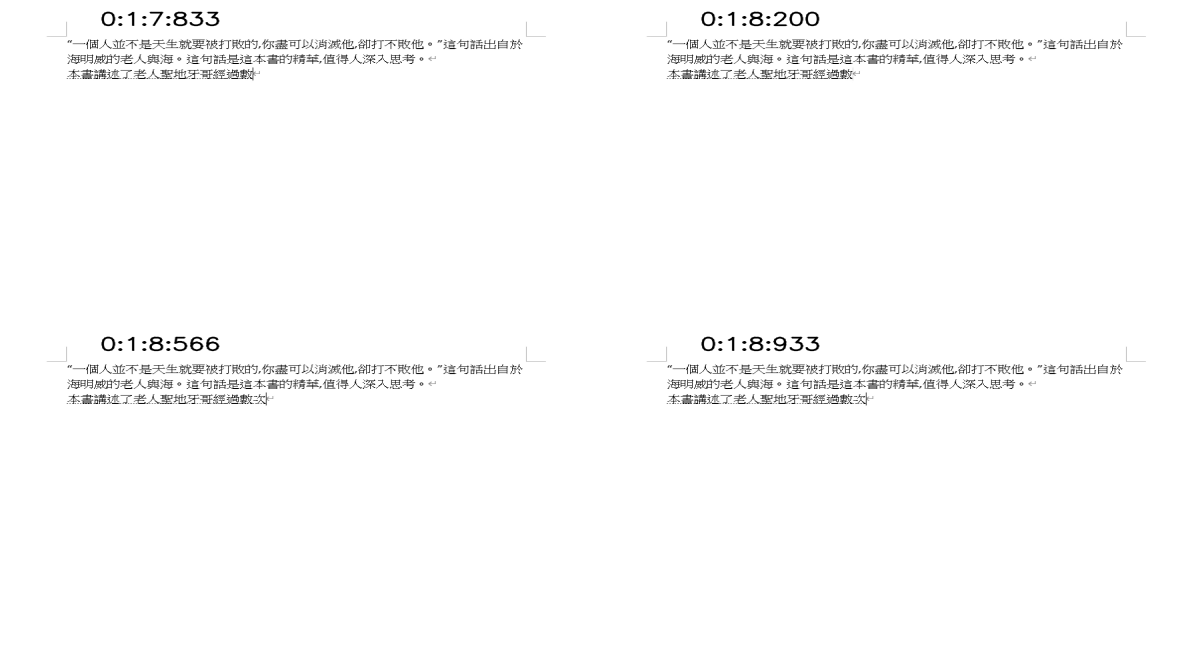 0:1:7:833
“一個人並不是天生就要被打敗的,你盡可以消滅他,卻打不敗他。”這句話出自於
海明威的老人與海。這句話是這本書的精華,值得人深入思考。
本書講述了老人聖地牙哥經過數
0:1:8:200
“一個人並不是天生就要被打敗的,你盡可以消滅他,卻打不敗他。”這句話出自於
海明威的老人與海。這句話是這本書的精華,值得人深入思考。
本書講述了老人聖地牙哥經過數
0:1:8:566
“一個人並不是天生就要被打敗的,你盡可以消滅他,卻打不敗他。”這句話出自於
海明威的老人與海。這句話是這本書的精華,值得人深入思考。
本書講述了老人聖地牙哥經過數次
0:1:8:933
“一個人並不是天生就要被打敗的,你盡可以消滅他,卻打不敗他。”這句話出自於
海明威的老人與海。這句話是這本書的精華,值得人深入思考。
本書講述了老人聖地牙哥經過數次